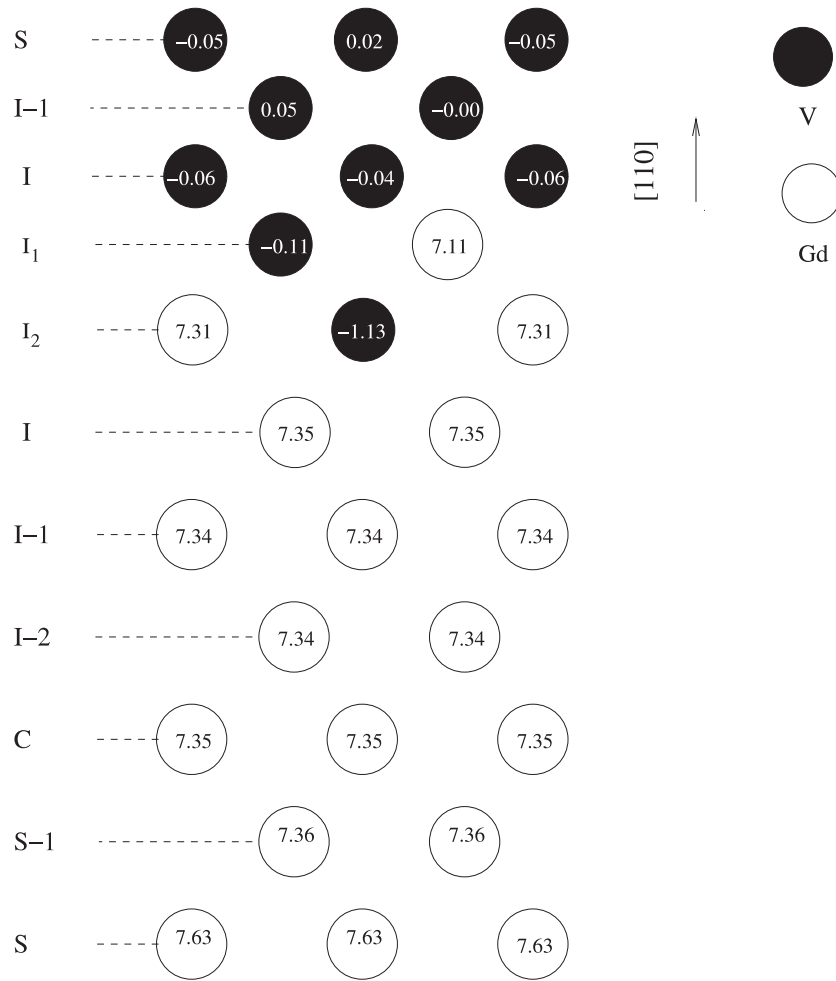 S −0.05 0.02 −0.05
I−1 0.05 −0.00 V
I −0.06 −0.04 −0.06 [110]
I1 −0.11 7.11 Gd
I2 7.31 −1.13 7.31
I 7.35 7.35
I−1 7.34 7.34 7.34
I−2 7.34 7.34
C 7.35 7.35 7.35
S−1 7.36 7.36
S 7.63 7.63 7.63